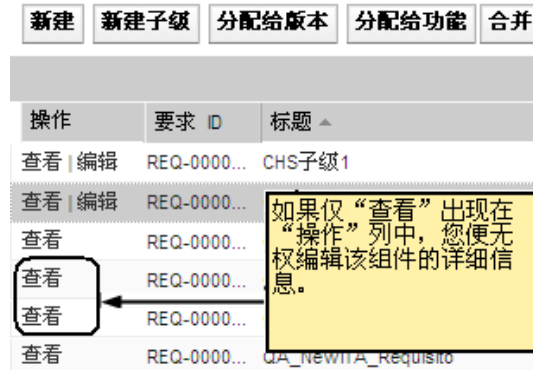 新建 新建子级 分配给版本 分配给功能 合并
操作 要求 ID 标题
查看 | 编辑 REQ-0000... CHS子级1
查看 | 编辑 REQ-0000...
查看 REQ-0000...
查看 REQ-0000...
查看 REQ-0000...
查看 REQ-0000... QA_NewITA_Requisito
如果仅“查看”出现在
“操作”列中，您便无
权编辑该组件的详细信
息。